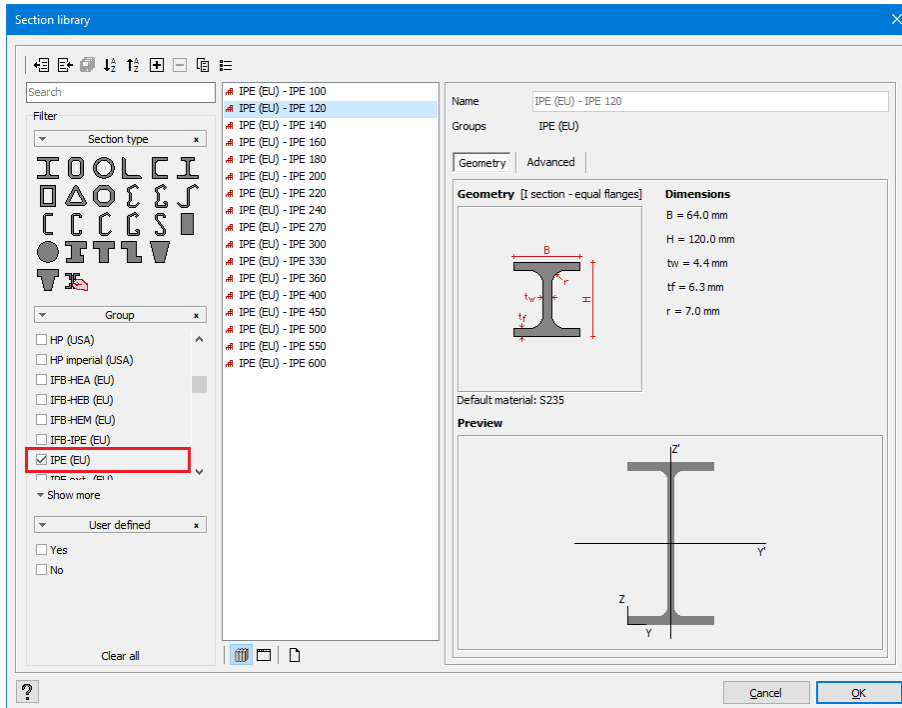 Section library
Search
Filter
Section type
Group
HP (USA)
HP imperial (USA)
IFB-HEA (EU)
IFB-HEB (EU)
IFB-HEM (EU)
IFB-IPE (EU)
IPE (EU)
IPE ext. (EU)
Show more
User defined
Yes
No
Clear all
IPE (EU) - IPE 100
IPE (EU) - IPE 120
IPE (EU) - IPE 140
IPE (EU) - IPE 160
IPE (EU) - IPE 180
IPE (EU) - IPE 200
IPE (EU) - IPE 220
IPE (EU) - IPE 240
IPE (EU) - IPE 270
IPE (EU) - IPE 300
IPE (EU) - IPE 330
IPE (EU) - IPE 360
IPE (EU) - IPE 400
IPE (EU) - IPE 450
IPE (EU) - IPE 500
IPE (EU) - IPE 550
IPE (EU) - IPE 600
Name IPE (EU) - IPE 120
Groups IPE (EU)
Geometry Advanced
Geometry [I section - equal flanges]
B
r
tw
H
tf
Dimensions
B = 64.0 mm
H = 120.0 mm
tw = 4.4 mm
tf = 6.3 mm
r = 7.0 mm
Default material: S235
Preview
Z'
Y'
Z
Y
?
Cancel OK